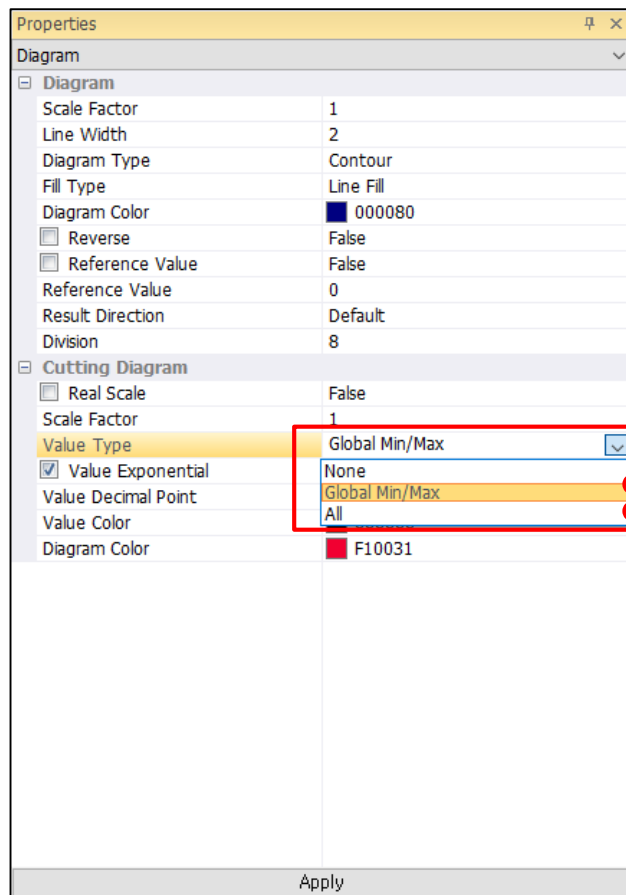 Properties
Diagram
Diagram
Scale Factor 1
Line Width 2
Diagram Type Contour
Fill Type Line Fill
Diagram Color 000080
Reverse False
Reference Value False
Reference Value 0
Result Direction Default
Division 8
Cutting Diagram
Real Scale False
Scale Factor 1
Value Type Global Min/Max
Value Exponential None
Value Decimal Point Global Min/Max
Value Color All
Diagram Color F10031
Apply